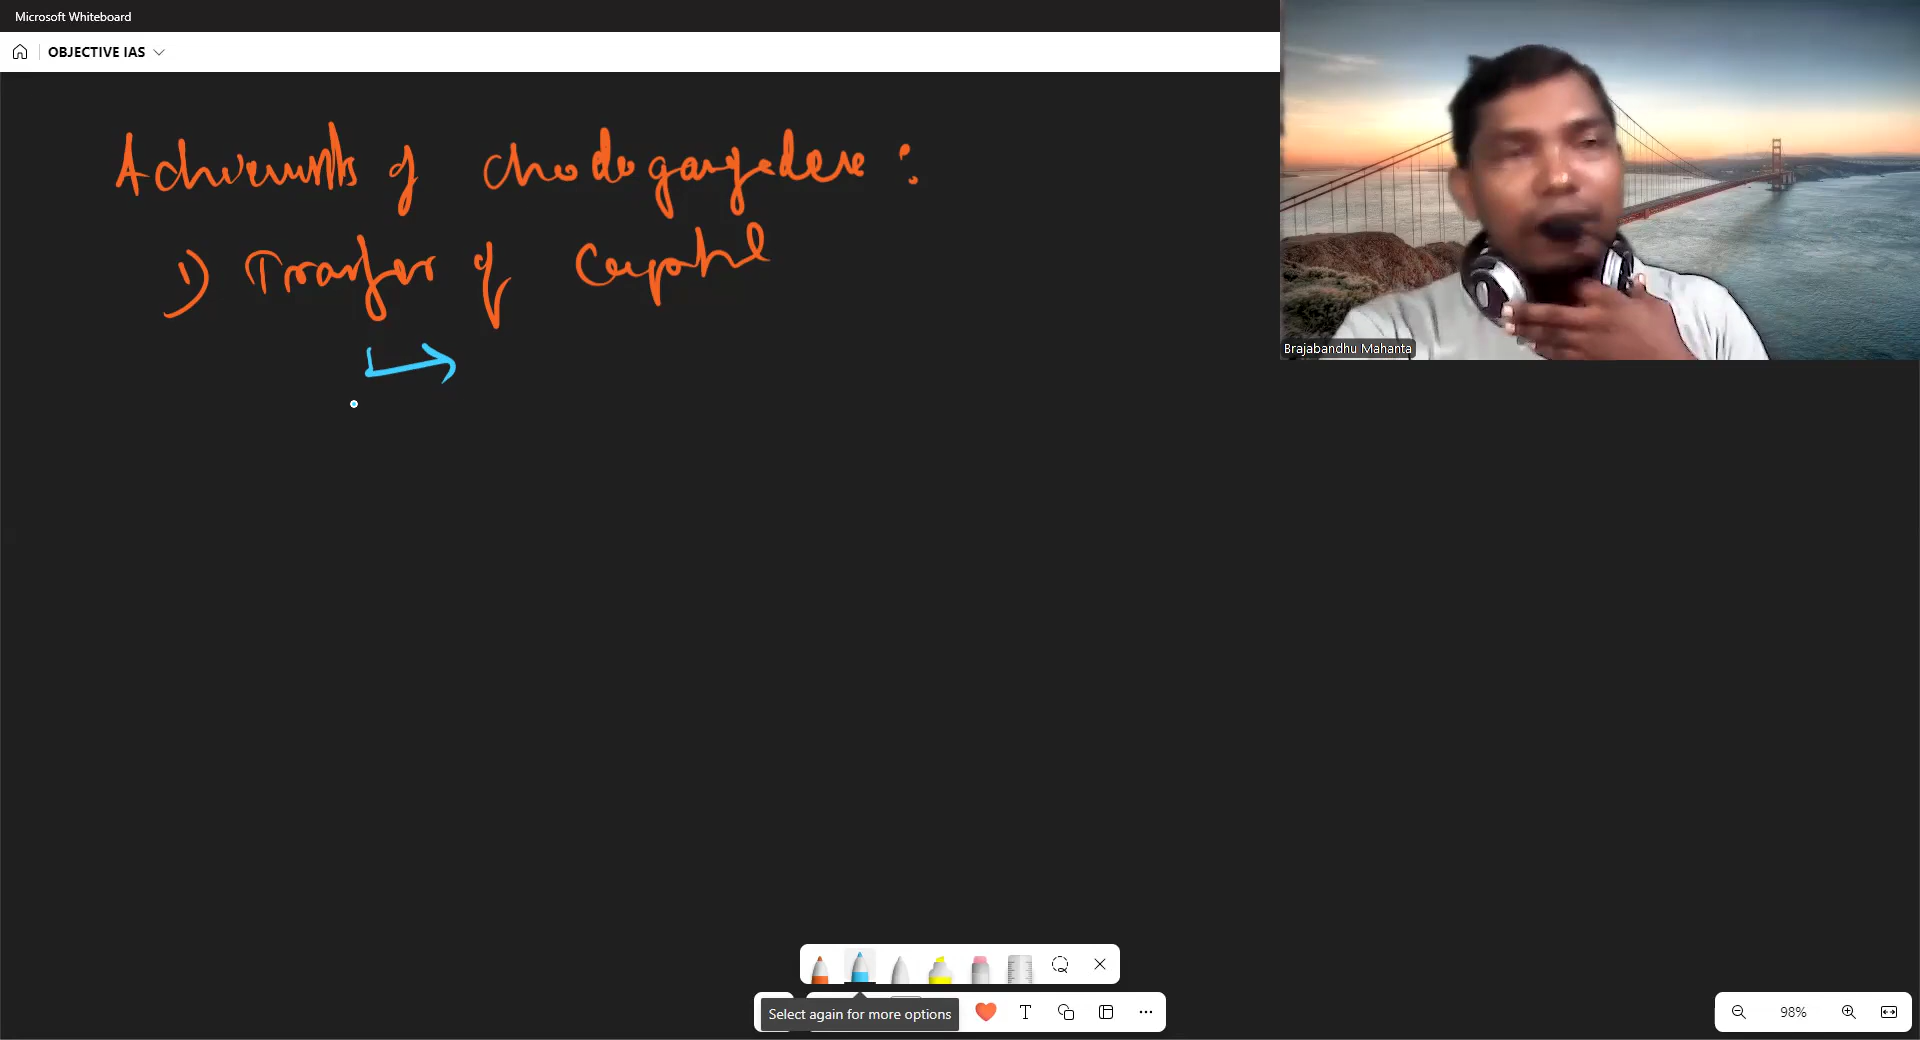 Microsoft Whiteboard
OBJECTIVE IAS
Achievements of Chodogangadeva :
1) Transfer of Capital
Brajabandhu Mahanta
Select again for more options
98%